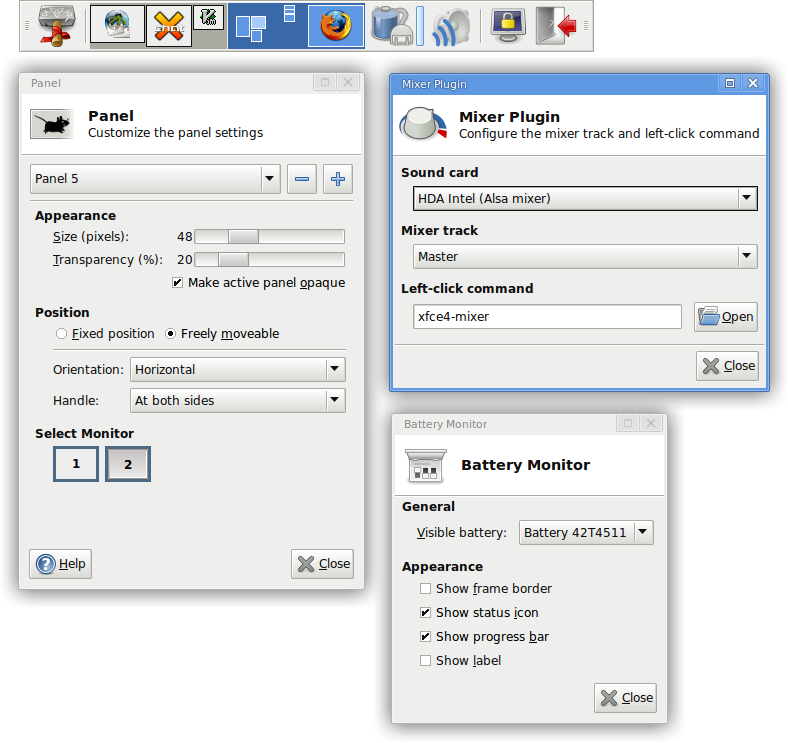 Panel
Panel
Customize the panel settings
Panel 5
Appearance
Size (pixels): 48
Transparency (%): 20
Make active panel opaque
Position
Fixed position Freely moveable
Orientation: Horizontal
Handle: At both sides
Select Monitor
1 2
Help Close
Mixer Plugin
Mixer Plugin
Configure the mixer track and left-click command
Sound card
HDA Intel (Alsa mixer)
Mixer track
Master
Left-click command
xfce4-mixer Open
Close
Battery Monitor
Battery Monitor
General
Visible battery: Battery 42T4511
Appearance
Show frame border
Show status icon
Show progress bar
Show label
Close